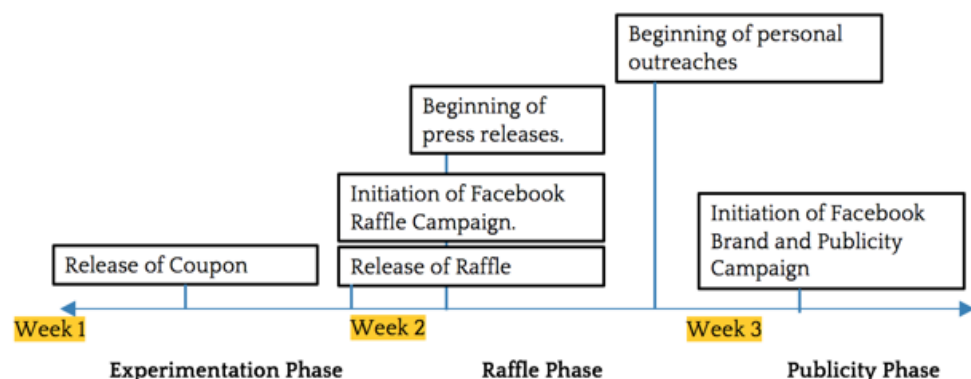 Beginning of personal
outreaches
Beginning of
press releases.
Initiation of Facebook
Raffle Campaign.
Initiation of Facebook
Brand and Publicity
Campaign
Release of Coupon
Release of Raffle
Week 1
Week 2
Week 3
Experimentation Phase
Raffle Phase
Publicity Phase